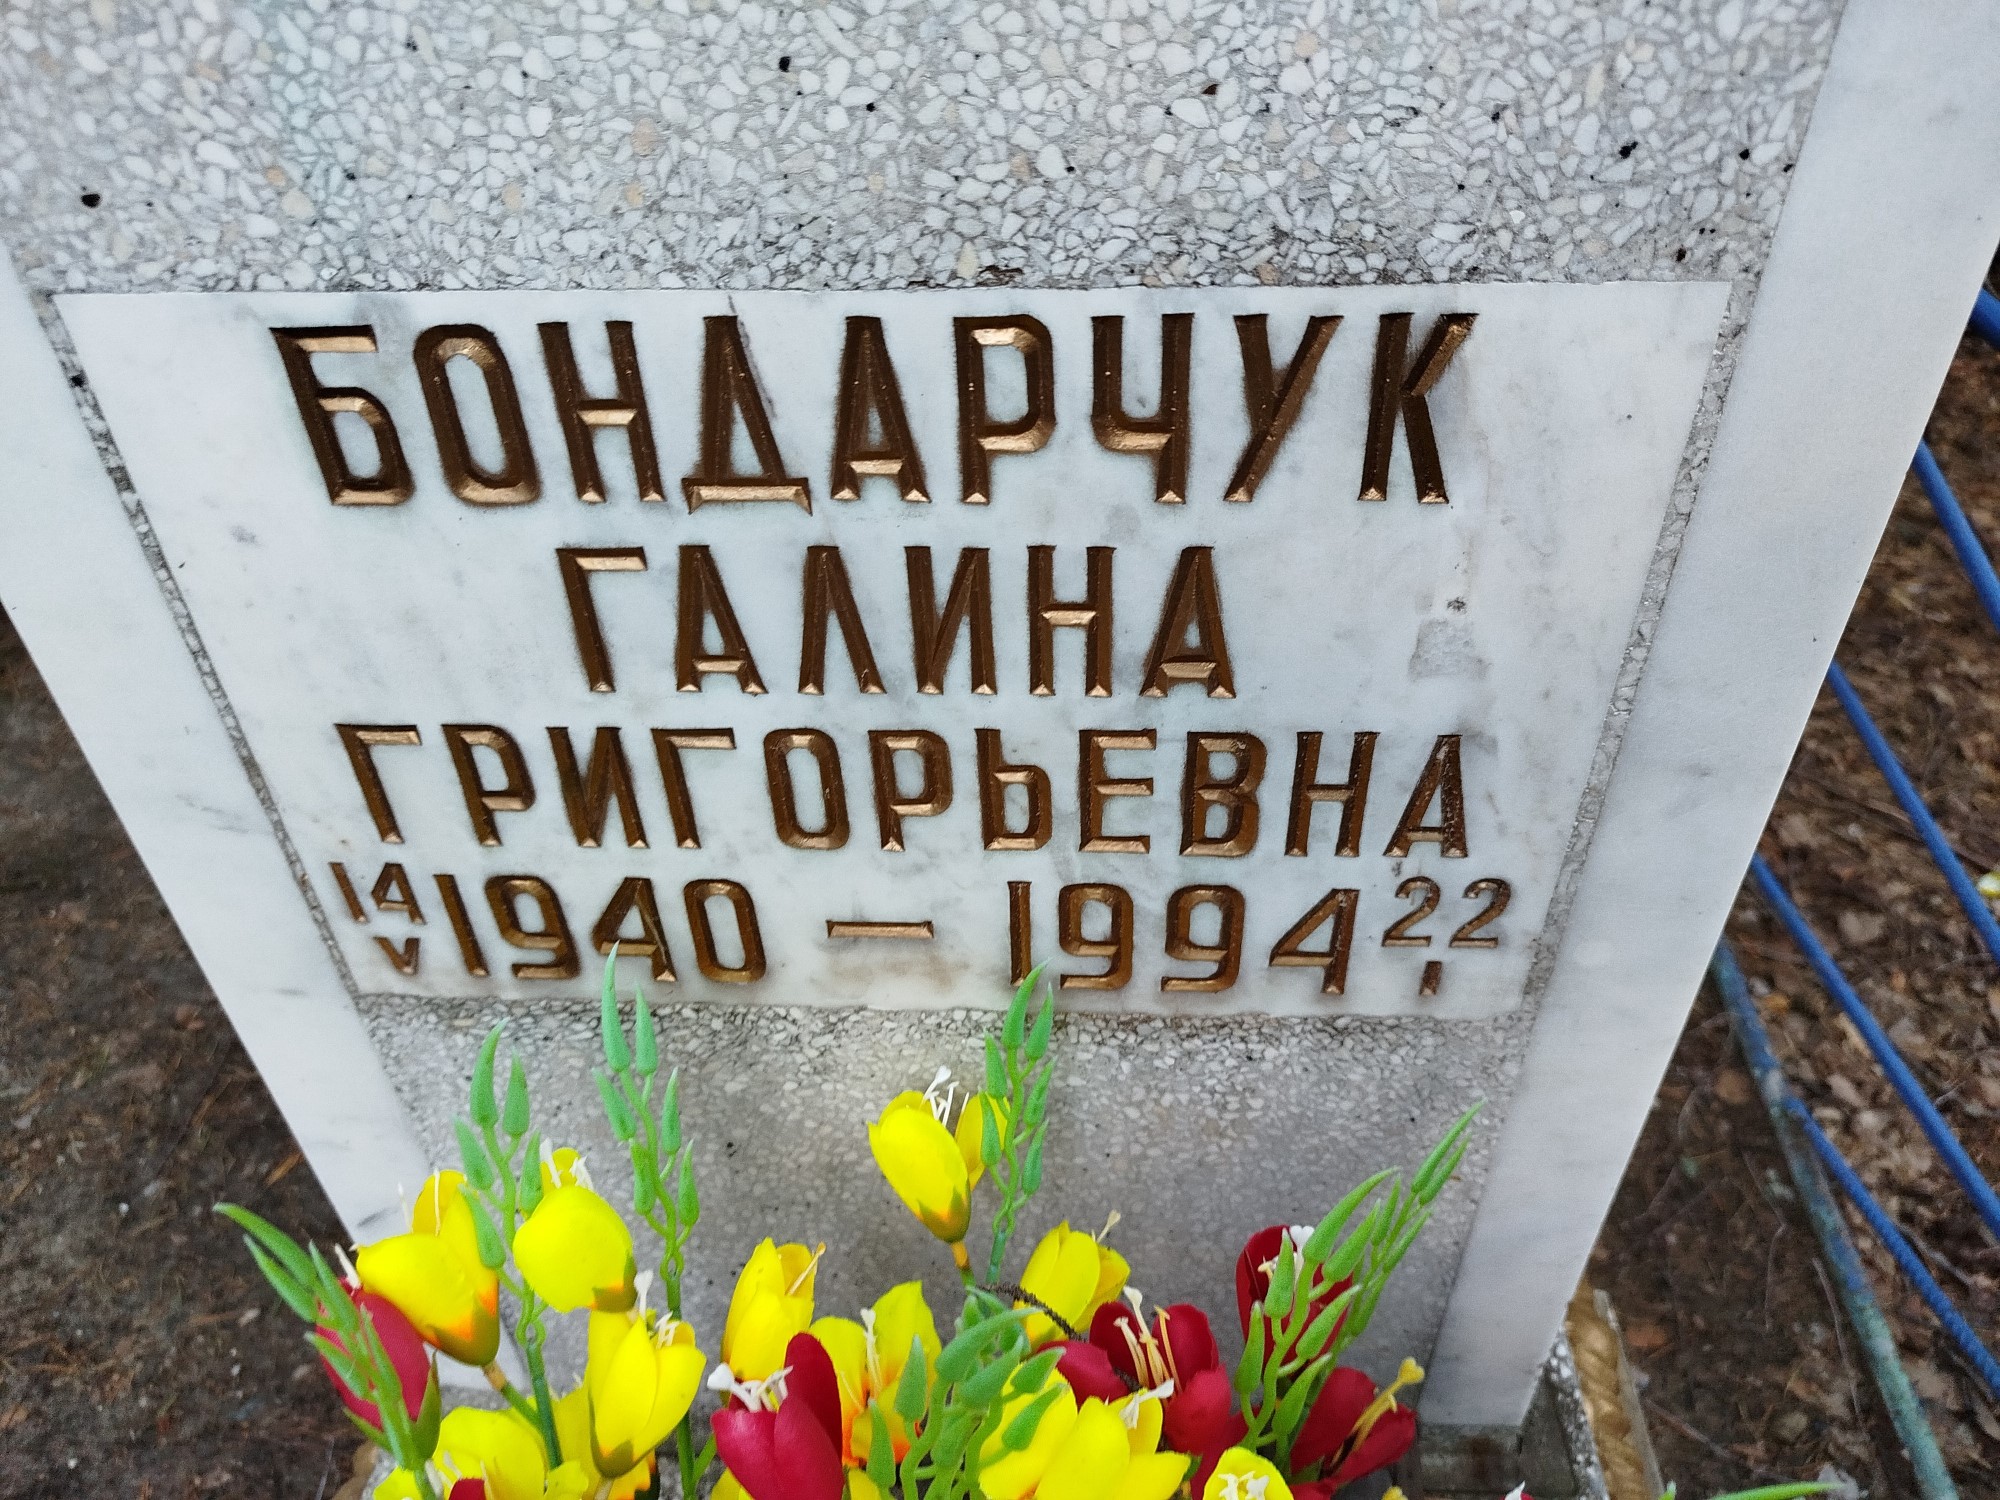 БОНДАРЧУК
ГАЛИНА
ГРИГОРЬЕВНА
14 V 1940 — 1994 22 I